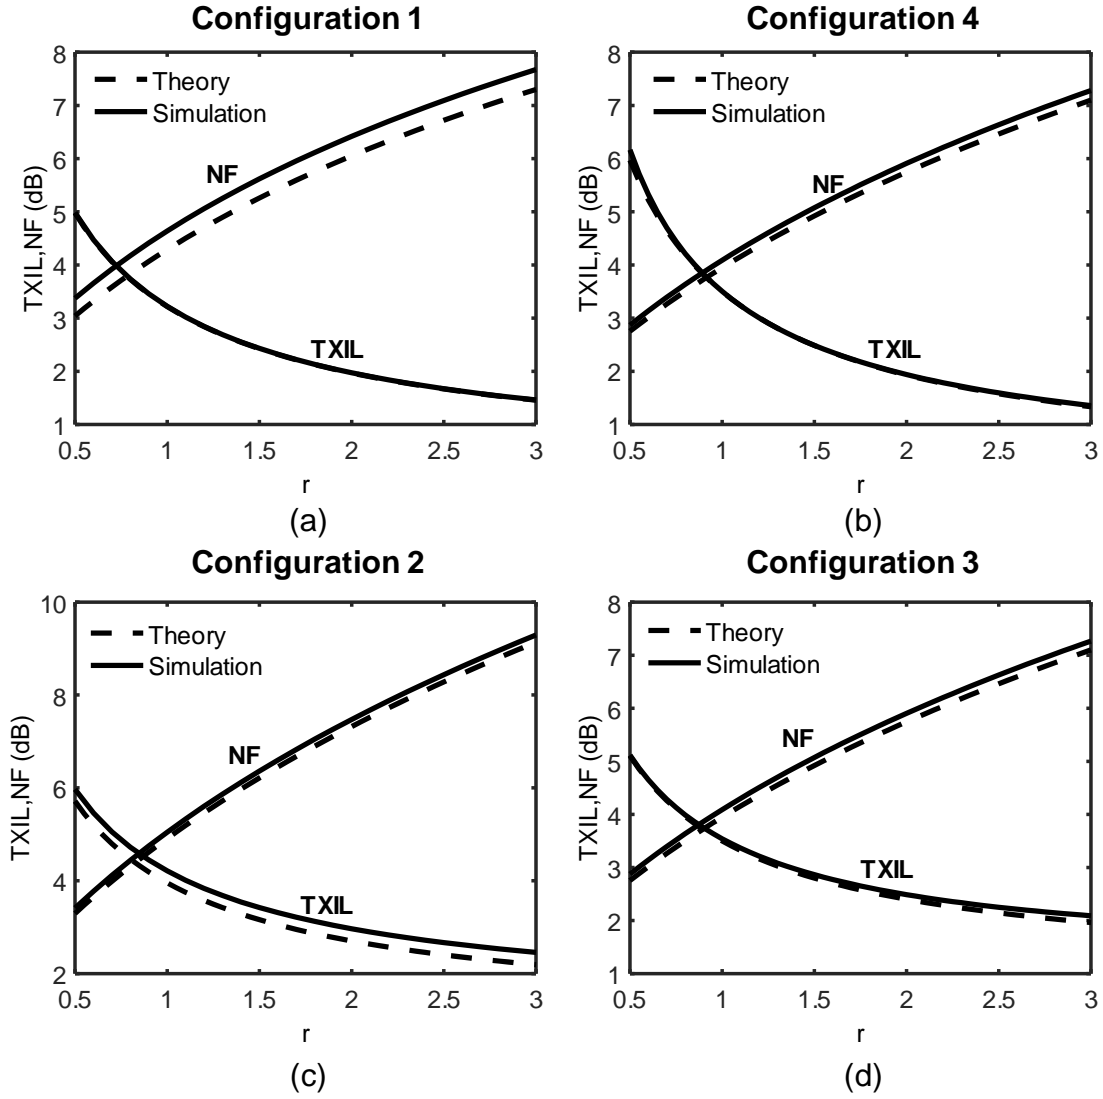 Configuration 1
8
7
6
5
4
3
2
1
TXIL,NF (dB)
Theory
Simulation
NF
TXIL
0.5 1 1.5 2 2.5 3
r
(a)
Configuration 4
8
7
6
5
4
3
2
1
TXIL,NF (dB)
Theory
Simulation
NF
TXIL
0.5 1 1.5 2 2.5 3
r
(b)
Configuration 2
10
8
6
4
2
TXIL,NF (dB)
Theory
Simulation
NF
TXIL
0.5 1 1.5 2 2.5 3
r
(c)
Configuration 3
8
7
6
5
4
3
2
1
TXIL,NF (dB)
Theory
Simulation
NF
TXIL
0.5 1 1.5 2 2.5 3
r
(d)